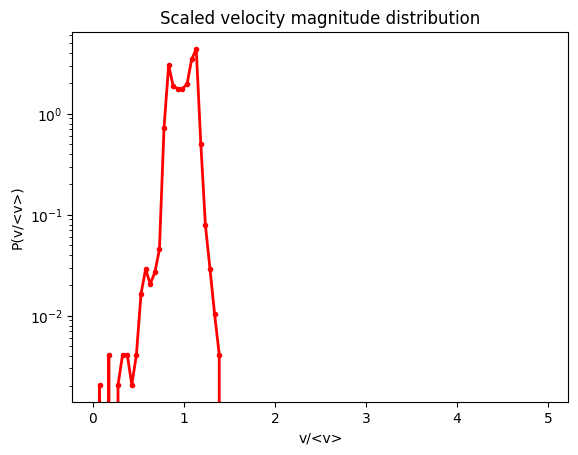 Scaled velocity magnitude distribution
P(v/<v>)
10⁰
10⁻¹
10⁻²
0 1 2 3 4 5
v/<v>